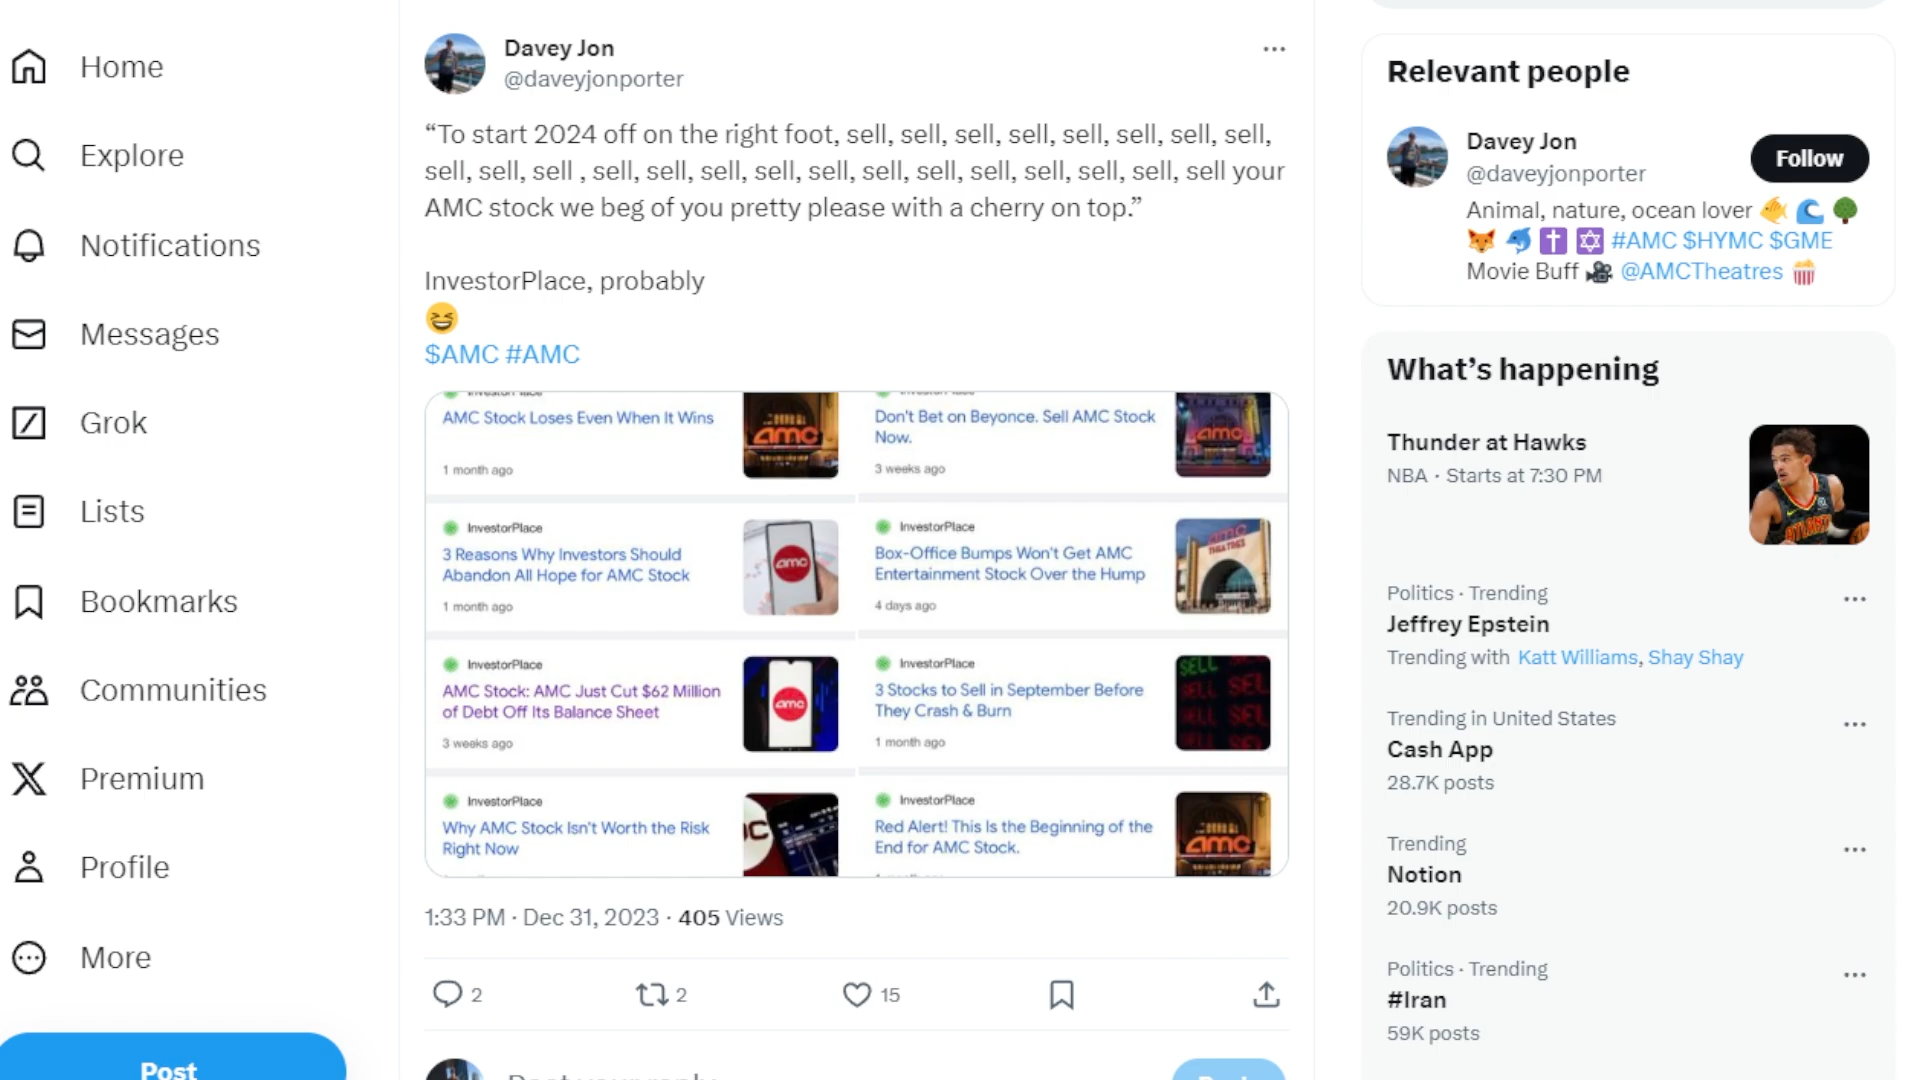 Home
Explore
Notifications
Messages
Grok
Lists
Bookmarks
Communities
Premium
Profile
More
Post
Davey Jon
@daveyjonporter
“To start 2024 off on the right foot, sell, sell, sell, sell, sell, sell, sell, sell,
sell, sell, sell , sell, sell, sell, sell, sell, sell, sell, sell, sell, sell, sell, sell your
AMC stock we beg of you pretty please with a cherry on top.”
InvestorPlace, probably
😆
$AMC #AMC
AMC Stock Loses Even When It Wins
1 month ago
amc
InvestorPlace
3 Reasons Why Investors Should
Abandon All Hope for AMC Stock
1 month ago
amc
InvestorPlace
AMC Stock: AMC Just Cut $62 Million
of Debt Off Its Balance Sheet
3 weeks ago
amc
InvestorPlace
Why AMC Stock Isn't Worth the Risk
Right Now
Don't Bet on Beyonce. Sell AMC Stock
Now.
3 weeks ago
amc
InvestorPlace
Box-Office Bumps Won't Get AMC
Entertainment Stock Over the Hump
4 days ago
AMC
THEATRES
InvestorPlace
3 Stocks to Sell in September Before
They Crash & Burn
1 month ago
SELL
InvestorPlace
Red Alert! This Is the Beginning of the
End for AMC Stock.
amc
1:33 PM · Dec 31, 2023 · 405 Views
2
2
15
Relevant people
Davey Jon
@daveyjonporter
Follow
Animal, nature, ocean lover 🐠 🌊 🌳
🦊 🐬 ✝️ 🔯 #AMC $HYMC $GME
Movie Buff 🎥 @AMCTheatres 🍿
What’s happening
Thunder at Hawks
NBA · Starts at 7:30 PM
ATLANTA
Politics · Trending
Jeffrey Epstein
Trending with Katt Williams, Shay Shay
Trending in United States
Cash App
28.7K posts
Trending
Notion
20.9K posts
Politics · Trending
#Iran
59K posts